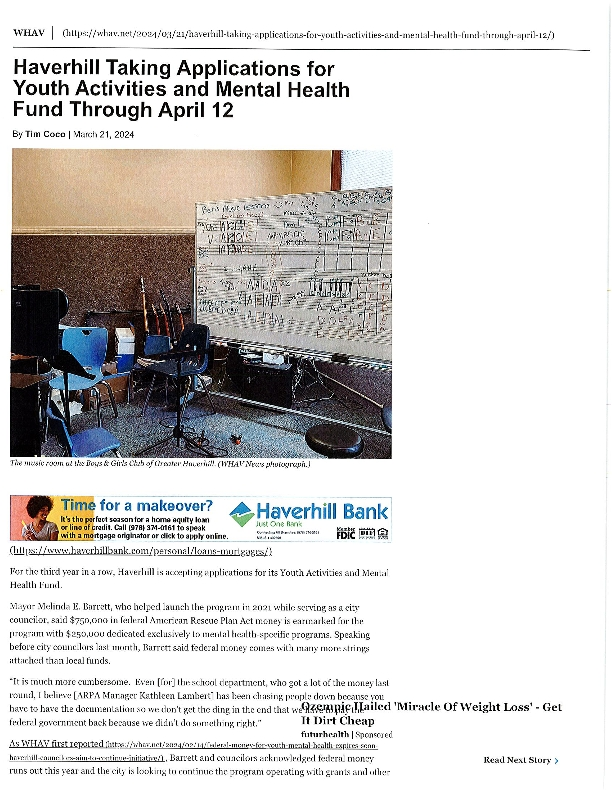 WHAV | (https://whav.net/2024/03/21/haverhill-taking-applications-for-youth-activities-and-mental-health-fund-through-april-12/)
Haverhill Taking Applications for
Youth Activities and Mental Health
Fund Through April 12
By Tim Coco | March 21, 2024
The music room at the Boys & Girls Club of Greater Haverhill. (WHAV News photograph.)
Time for a makeover?
It's the perfect season for a home equity loan
or line of credit. Call (978) 374-0161 to speak
with a mortgage originator or click to apply online.
Haverhill Bank
Just One Bank
Member
FDIC
(https://www.haverhillbank.com/personal/loans-mortgages/)
For the third year in a row, Haverhill is accepting applications for its Youth Activities and Mental
Health Fund.
Mayor Melinda E. Barrett, who helped launch the program in 2021 while serving as a city
councilor, said $750,000 in federal American Rescue Plan Act money is earmarked for the
program with $250,000 dedicated exclusively to mental health-specific programs. Speaking
before city councilors last month, Barrett said federal money comes with many more strings
attached than local funds.
"It is much more cumbersome. Even [for] the school department, who got a lot of the money last
round, I believe [ARPA Manager Kathleen Lambert] has been chasing people down because you
have to have the documentation so we don't get the ding in the end that we have to pay the
federal government back because we didn't do something right."
Ozempic Hailed 'Miracle Of Weight Loss' - Get
It Dirt Cheap
futurhealth | Sponsored
As WHAV first reported (https://whav.net/2024/02/14/federal-money-for-youth-mental-health-expires-soon-
haverhill-councilors-aim-to-continue-initiative/), Barrett and councilors acknowledged federal money
runs out this year and the city is looking to continue the program operating with grants and other
Read Next Story >